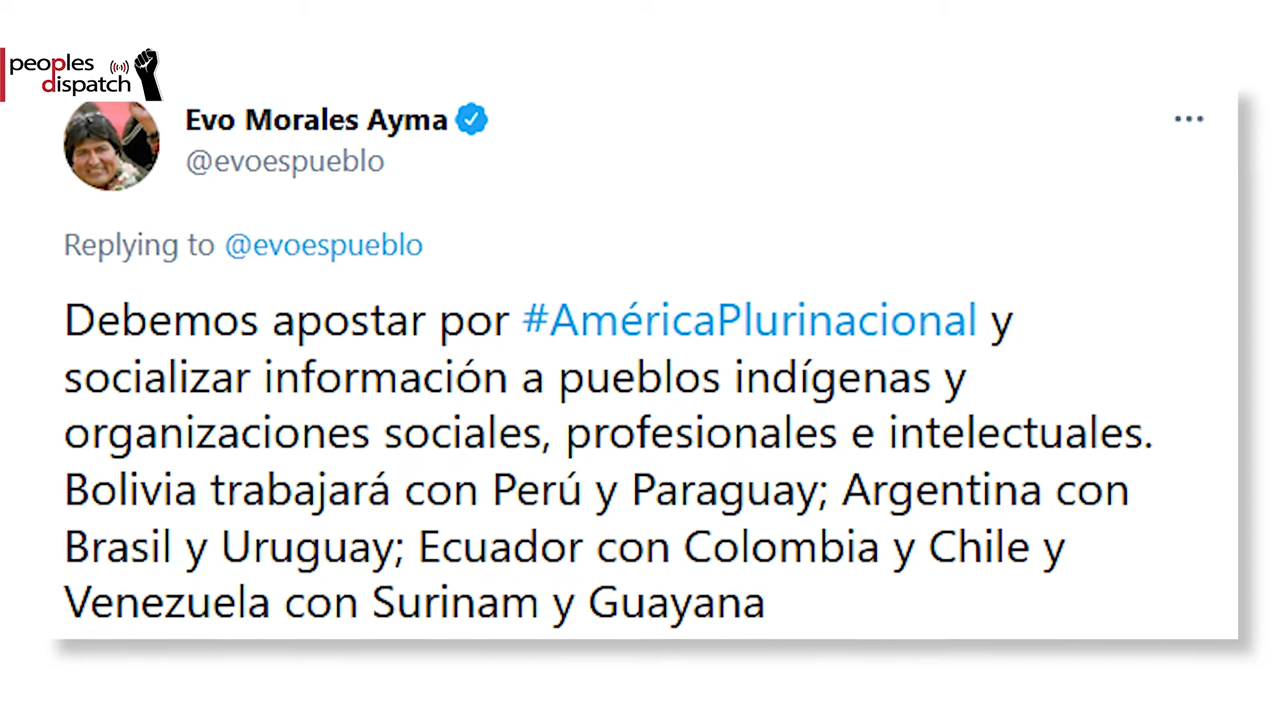 peoples
dispatch
Evo Morales Ayma
@evoespueblo
Replying to @evoespueblo
Debemos apostar por #AméricaPlurinacional y
socializar información a pueblos indígenas y
organizaciones sociales, profesionales e intelectuales.
Bolivia trabajará con Perú y Paraguay; Argentina con
Brasil y Uruguay; Ecuador con Colombia y Chile y
Venezuela con Surinam y Guayana